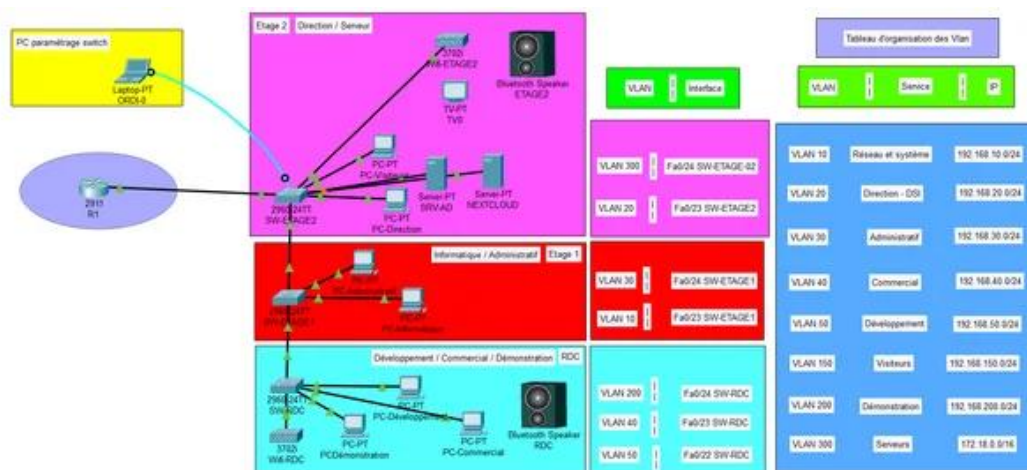 PC paramétrage switch
Laptop-PT
ORDI-0
2811
R1
Etage 2
Direction / Serveur
3702i
Wifi-ETAGE2
Bluetooth Speaker
ETAGE2
TV-PT
TV0
PC-PT
PC-Visiteurs
2960-24TT
SW-ETAGE2
PC-PT
PC-Direction
Server-PT
SRV-AD
Server-PT
NEXTCLOUD
Informatique / Administratif
Etage 1
PC-PT
2960-24TT
SW-ETAGE1
PC-PT
Développement / Commercial / Démonstration
RDC
2960-24TT
SW-RDC
3702i
Wifi-RDC
PC-PT
PCDémonstration
PC-PT
PC-Développement
PC-PT
PC-Commercial
Bluetooth Speaker
RDC
VLAN | Interface
VLAN 300 | Fa0/24 SW-ETAGE-02
VLAN 20 | Fa0/23 SW-ETAGE2
VLAN 30 | Fa0/24 SW-ETAGE1
VLAN 10 | Fa0/23 SW-ETAGE1
VLAN 200 | Fa0/24 SW-RDC
VLAN 40 | Fa0/23 SW-RDC
VLAN 50 | Fa0/22 SW-RDC
Tableau d'organisation des Vlan
VLAN | Service | IP
VLAN 10 Réseau et système 192.168.10.0/24
VLAN 20 Direction - DSI 192.168.20.0/24
VLAN 30 Administratif 192.168.30.0/24
VLAN 40 Commercial 192.168.40.0/24
VLAN 50 Développement 192.168.50.0/24
VLAN 150 Visiteurs 192.168.150.0/24
VLAN 200 Démonstration 192.168.200.0/24
VLAN 300 Serveurs 172.18.0.0/16